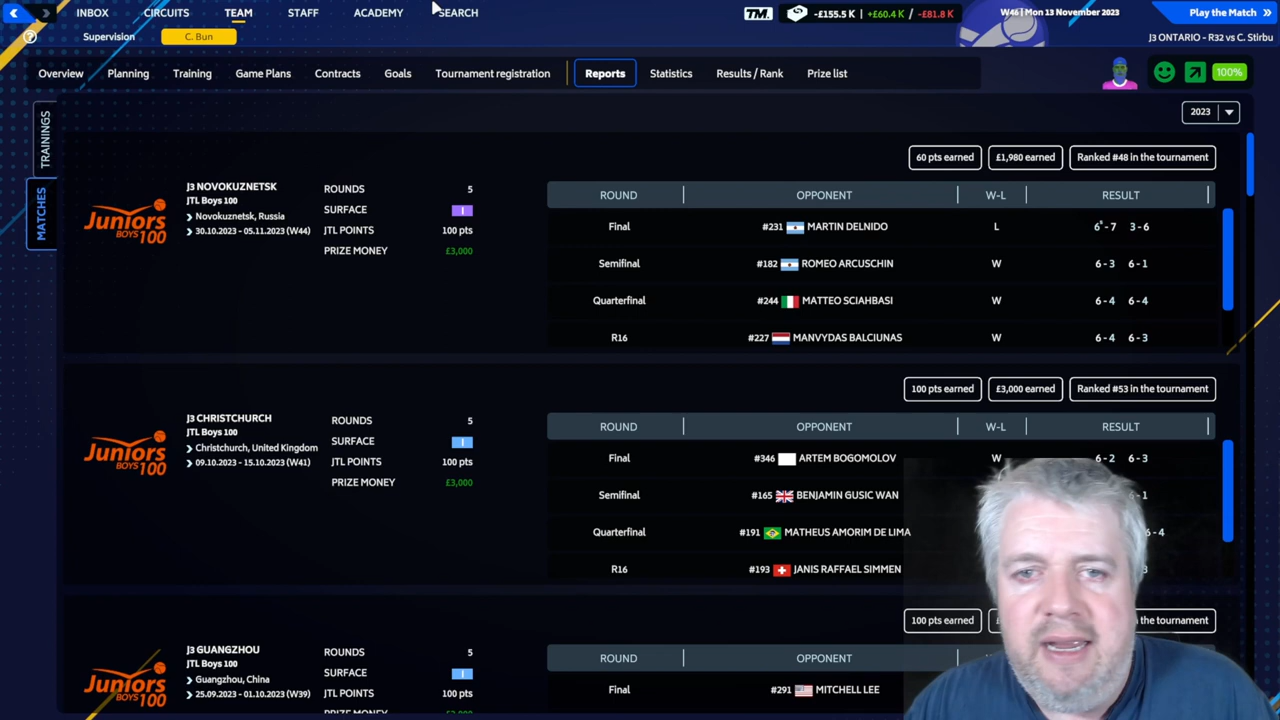 INBOX CIRCUITS TEAM STAFF ACADEMY SEARCH TM -£155.5 K | +£60.4 K / -£81.8 K W46 | Mon 13 November 2023 Play the Match
Supervision C. Bun J3 ONTARIO - R32 vs C. Stirbu
Overview Planning Training Game Plans Contracts Goals Tournament registration Reports Statistics Results / Rank Prize list 100%
2023
TRAININGS
MATCHES
60 pts earned £1,980 earned Ranked #48 in the tournament
Juniors
BOYS 100
J3 NOVOKUZNETSK
JTL Boys 100
Novokuznetsk, Russia
30.10.2023 - 05.11.2023 (W44)
ROUNDS 5
SURFACE I
JTL POINTS 100 pts
PRIZE MONEY £3,000
ROUND OPPONENT W-L RESULT
Final #231 MARTIN DELNIDO L 6-7 3-6
Semifinal #182 ROMEO ARCUSCHIN W 6-3 6-1
Quarterfinal #244 MATTEO SCIAHBASI W 6-4 6-4
R16 #227 MANVYDAS BALCIUNAS W 6-4 6-3
100 pts earned £3,000 earned Ranked #53 in the tournament
Juniors
BOYS 100
J3 CHRISTCHURCH
JTL Boys 100
Christchurch, United Kingdom
09.10.2023 - 15.10.2023 (W41)
ROUNDS 5
SURFACE I
JTL POINTS 100 pts
PRIZE MONEY £3,000
ROUND OPPONENT W-L RESULT
Final #346 ARTEM BOGOMOLOV W 6-2 6-3
Semifinal #165 BENJAMIN GUSIC WAN -1
Quarterfinal #191 MATHEUS AMORIM DE LIMA 6-4
R16 #193 JANIS RAFFAEL SIMMEN
100 pts earned the tournament
Juniors
BOYS 100
J3 GUANGZHOU
JTL Boys 100
Guangzhou, China
25.09.2023 - 01.10.2023 (W39)
ROUNDS 5
SURFACE I
JTL POINTS 100 pts
PRIZE MONEY £3,000
ROUND OPPONENT
Final #291 MITCHELL LEE